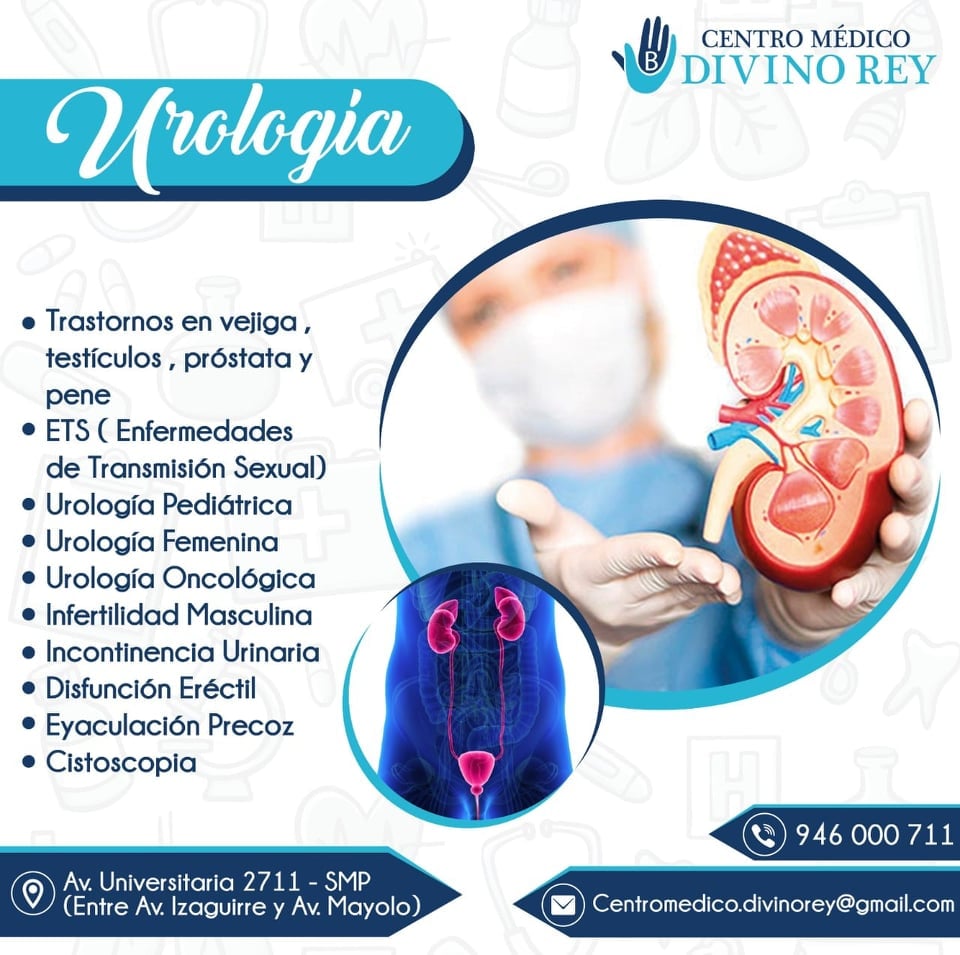 CENTRO MÉDICO
B
DIVINO REY
Urología
• Trastornos en vejiga ,
testículos , próstata y
pene
• ETS ( Enfermedades
de Transmisión Sexual)
• Urología Pediátrica
• Urología Femenina
• Urología Oncológica
• Infertilidad Masculina
• Incontinencia Urinaria
• Disfunción Eréctil
• Eyaculación Precoz
• Cistoscopia
H
946 000 711
Av. Universitaria 2711 - SMP
(Entre Av. Izaguirre y Av. Mayolo)
Centromedico.divinorey@gmail.com